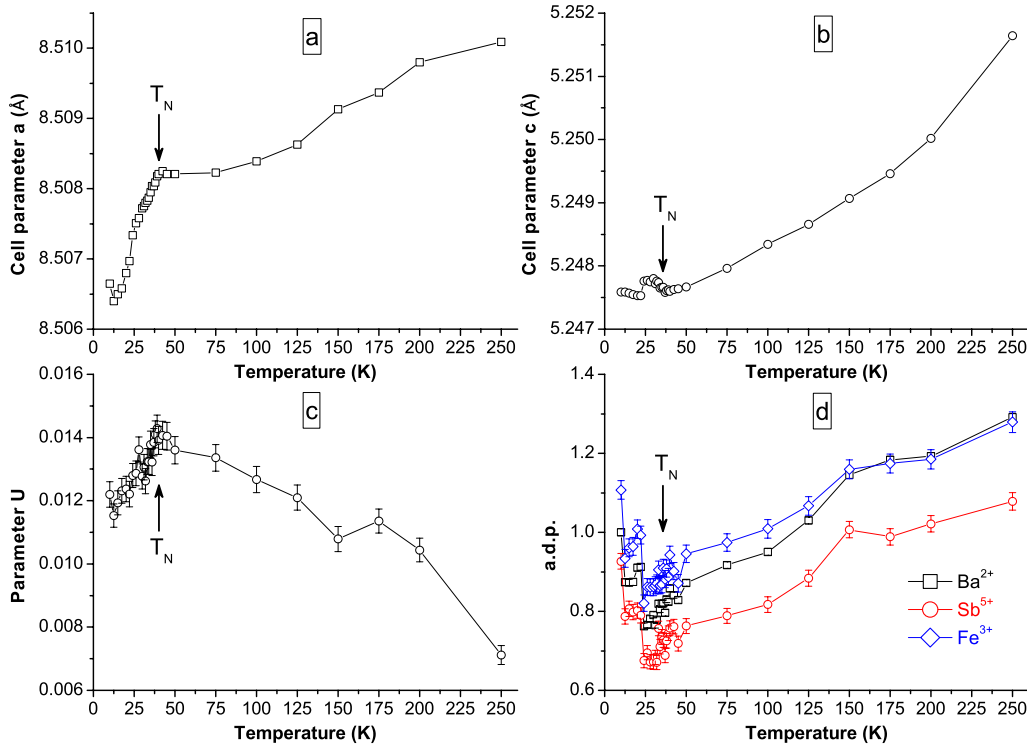 a
8.510
8.509
8.508
8.507
8.506
Cell parameter a (Å)
T_N
0 25 50 75 100 125 150 175 200 225 250
Temperature (K)
b
5.252
5.251
5.250
5.249
5.248
5.247
Cell parameter c (Å)
T_N
0 25 50 75 100 125 150 175 200 225 250
Temperature (K)
c
0.016
0.014
0.012
0.010
0.008
0.006
Parameter U
T_N
0 25 50 75 100 125 150 175 200 225 250
Temperature (K)
d
1.4
1.2
1.0
0.8
0.6
a.d.p.
T_N
Ba²⁺
Sb⁵⁺
Fe³⁺
0 25 50 75 100 125 150 175 200 225 250
Temperature (K)